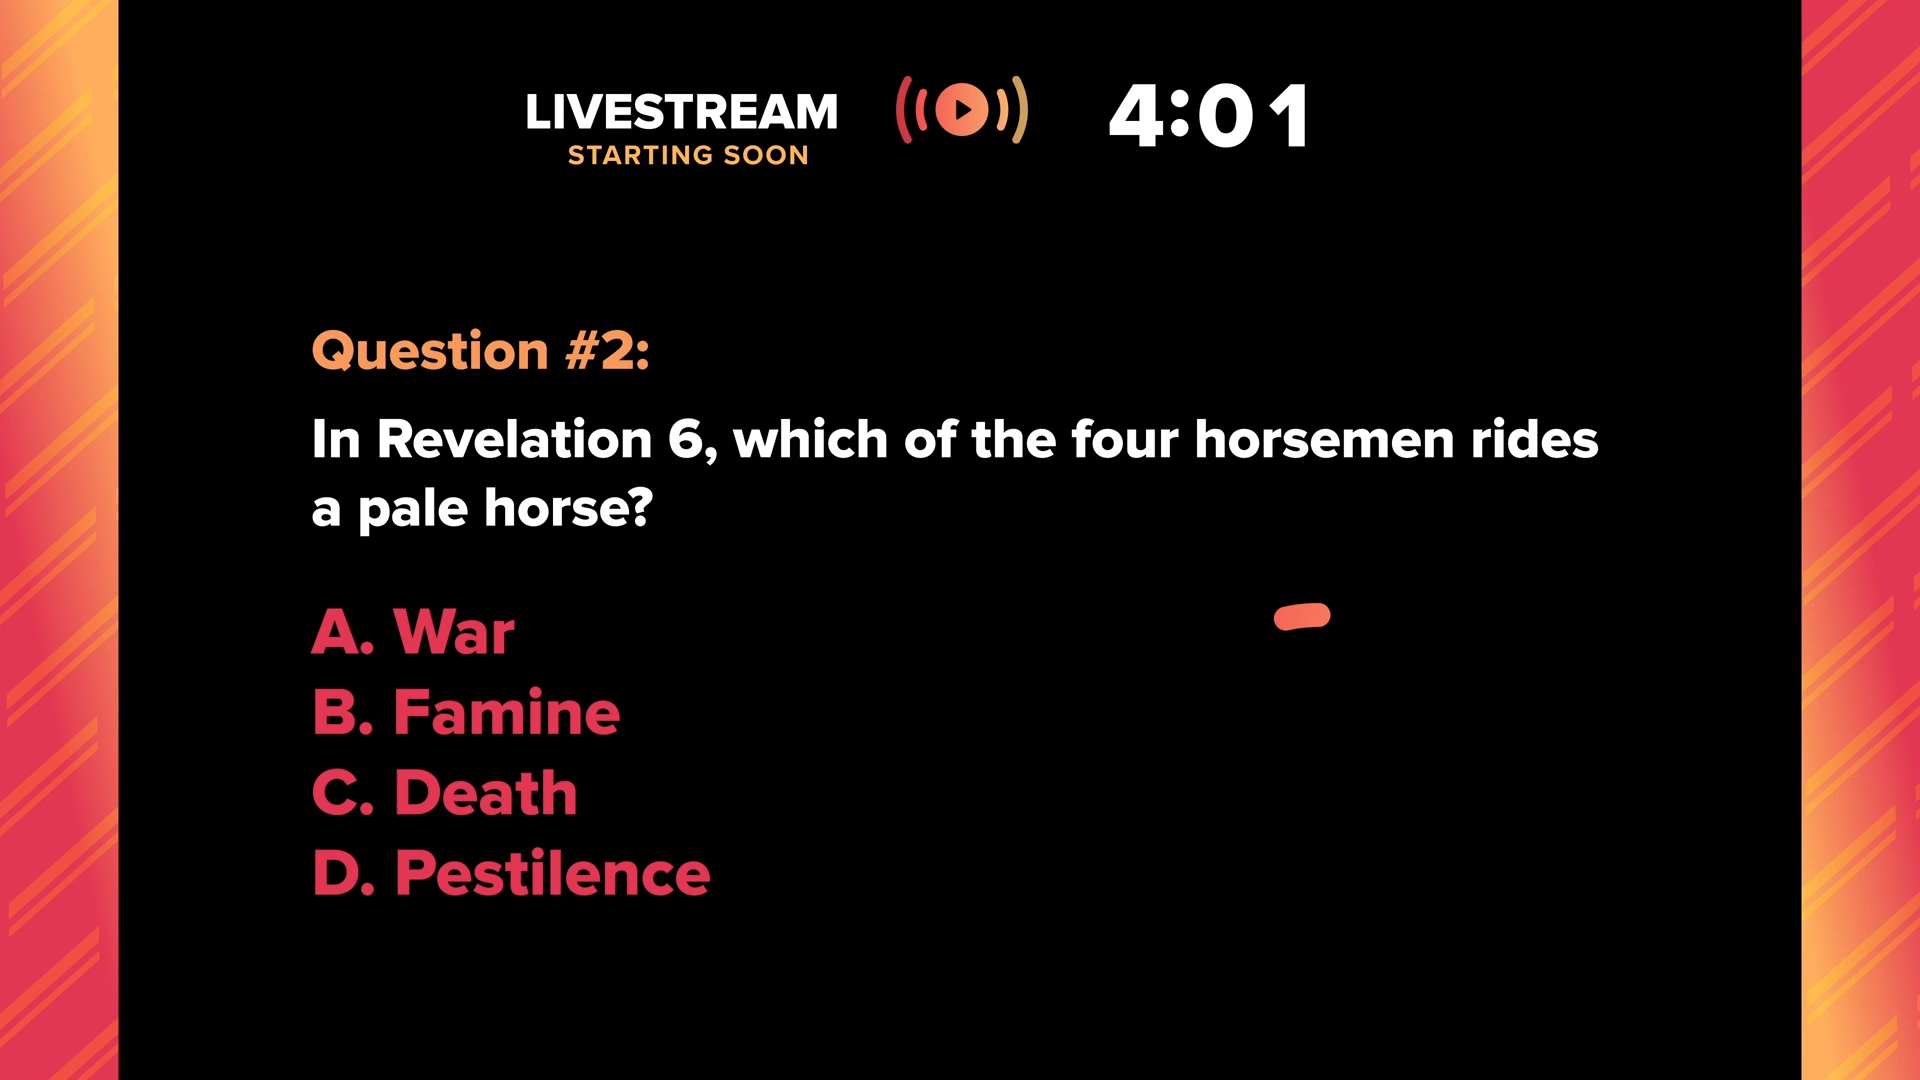 LIVESTREAM
STARTING SOON
4:01
Question #2:
In Revelation 6, which of the four horsemen rides
a pale horse?
A. War
B. Famine
C. Death
D. Pestilence